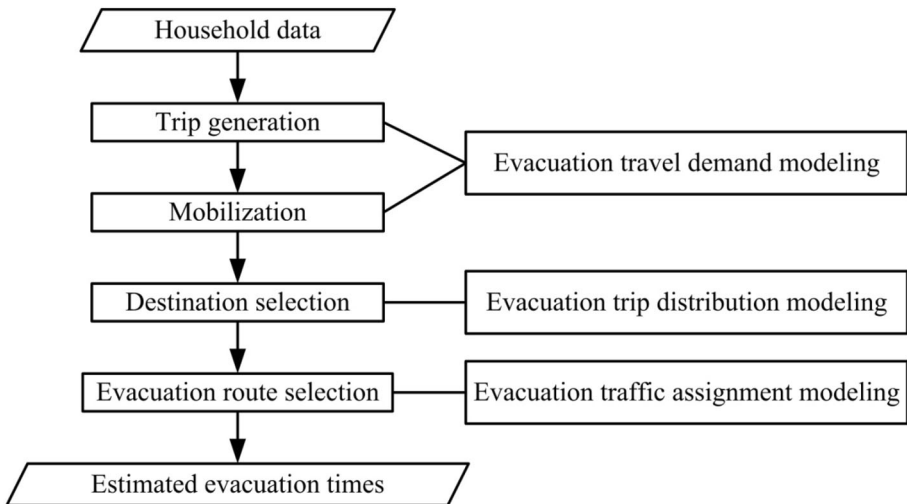 Household data
Trip generation
Evacuation travel demand modeling
Mobilization
Destination selection
Evacuation trip distribution modeling
Evacuation route selection
Evacuation traffic assignment modeling
Estimated evacuation times